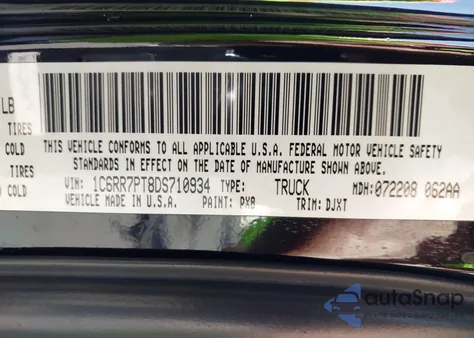 LB
TIRES
COLD
TIRES
COLD
THIS VEHICLE CONFORMS TO ALL APPLICABLE U.S.A. FEDERAL MOTOR VEHICLE SAFETY
STANDARDS IN EFFECT ON THE DATE OF MANUFACTURE SHOWN ABOVE.
VIN: 1C6RR7PT8DS710934 TYPE: TRUCK MDH: 072208 062AA
VEHICLE MADE IN U.S.A. PAINT: PX8 TRIM: DJXT
autoSnap